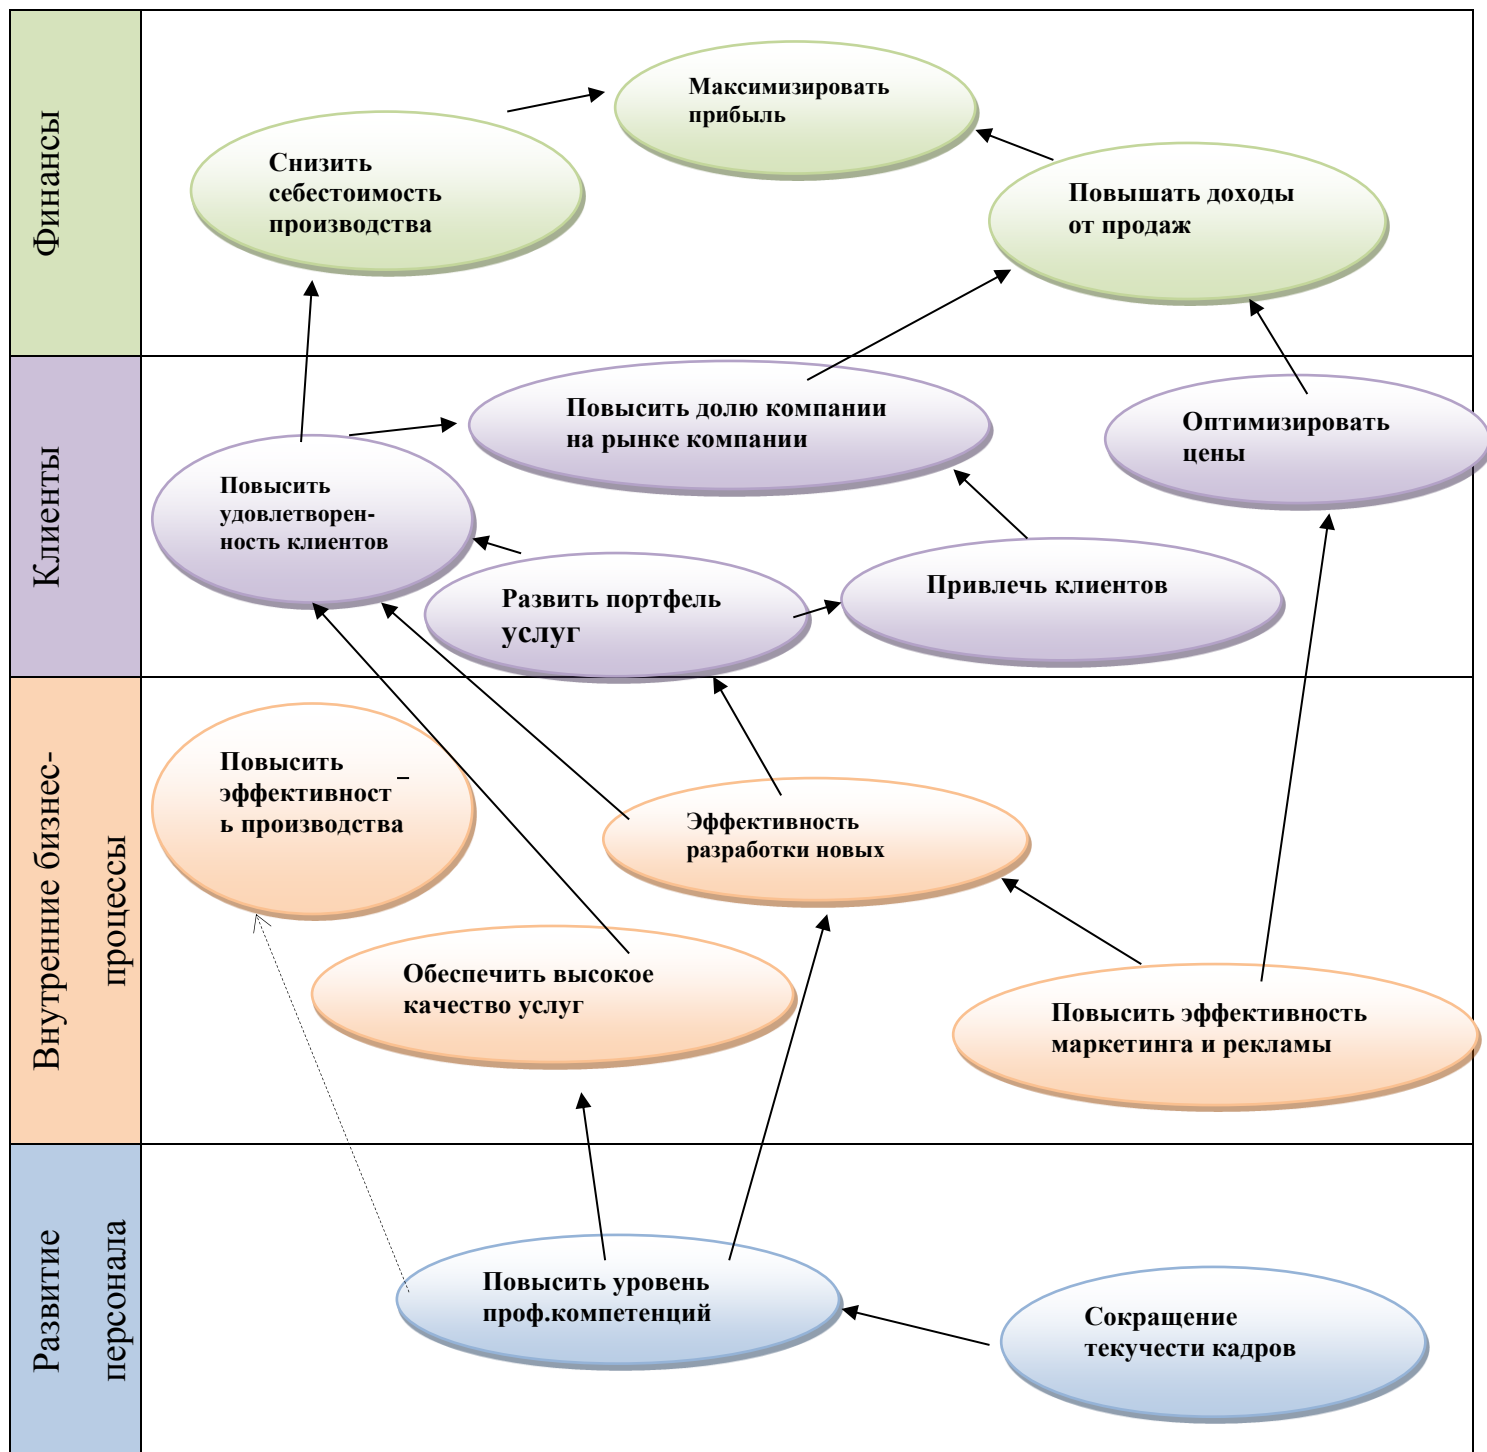 Финансы
Максимизировать
прибыль
Снизить
себестоимость
производства
Повышать доходы
от продаж
Клиенты
Повысить долю компании
на рынке компании
Оптимизировать
цены
Повысить
удовлетворен-
ность клиентов
Развить портфель
услуг
Привлечь клиентов
Внутренние бизнес-
процессы
Повысить
эффективност
ь производства
Эффективность
разработки новых
Обеспечить высокое
качество услуг
Повысить эффективность
маркетинга и рекламы
Развитие
персонала
Повысить уровень
проф.компетенций
Сокращение
текучести кадров